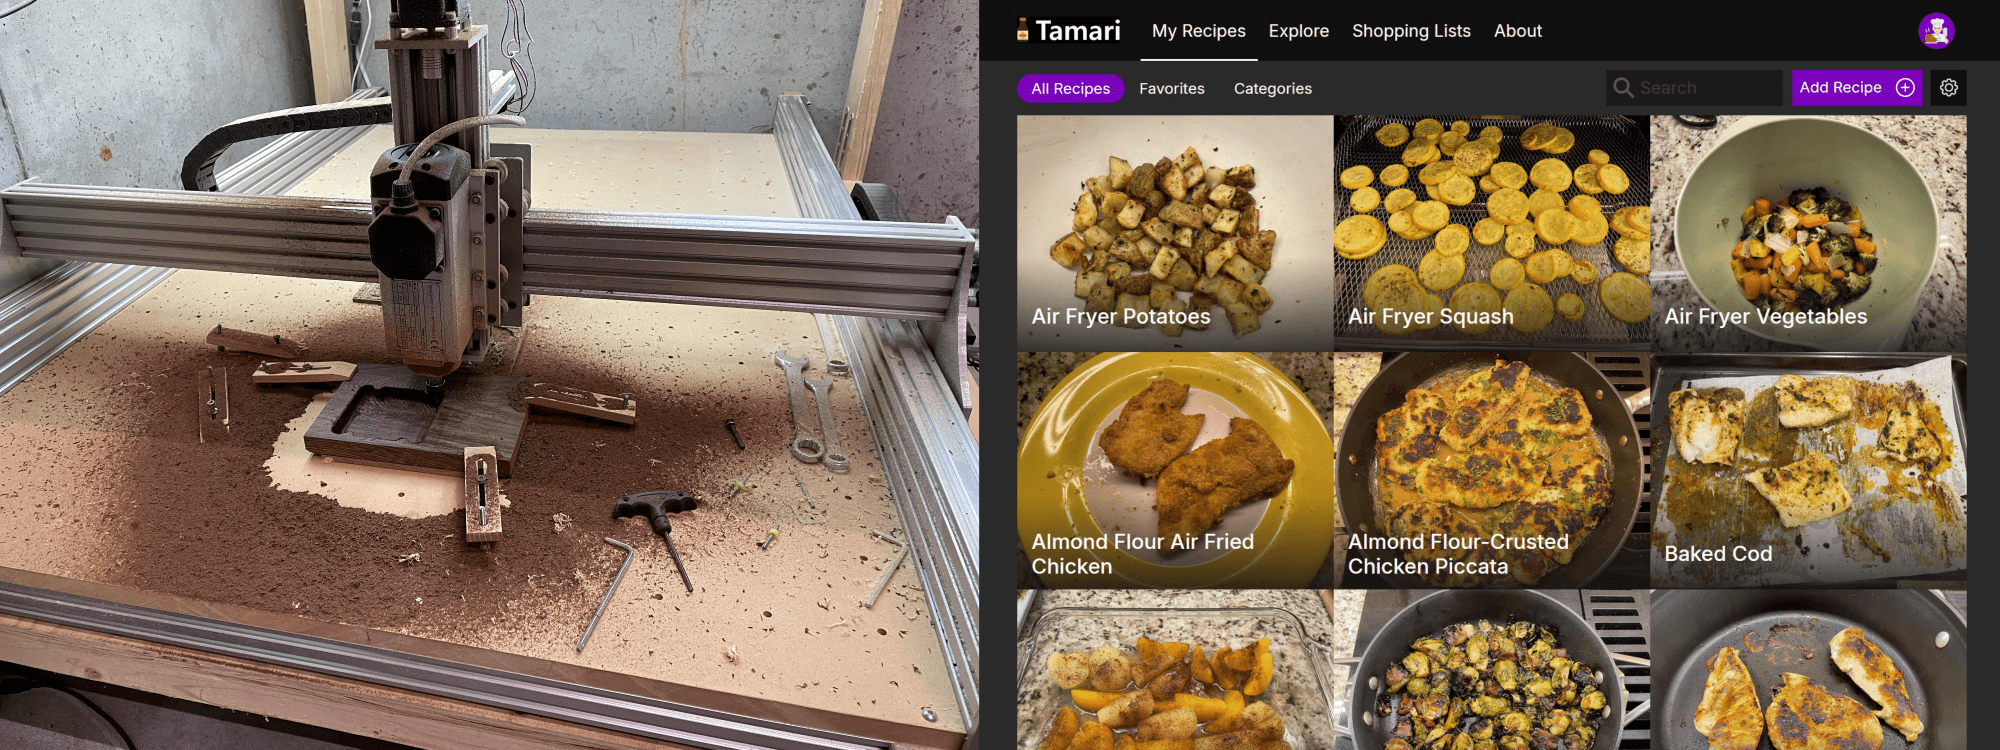 Tamari
My Recipes
Explore
Shopping Lists
About
All Recipes
Favorites
Categories
Search
Add Recipe
Air Fryer Potatoes
Air Fryer Squash
Air Fryer Vegetables
Almond Flour Air Fried
Chicken
Almond Flour-Crusted
Chicken Piccata
Baked Cod